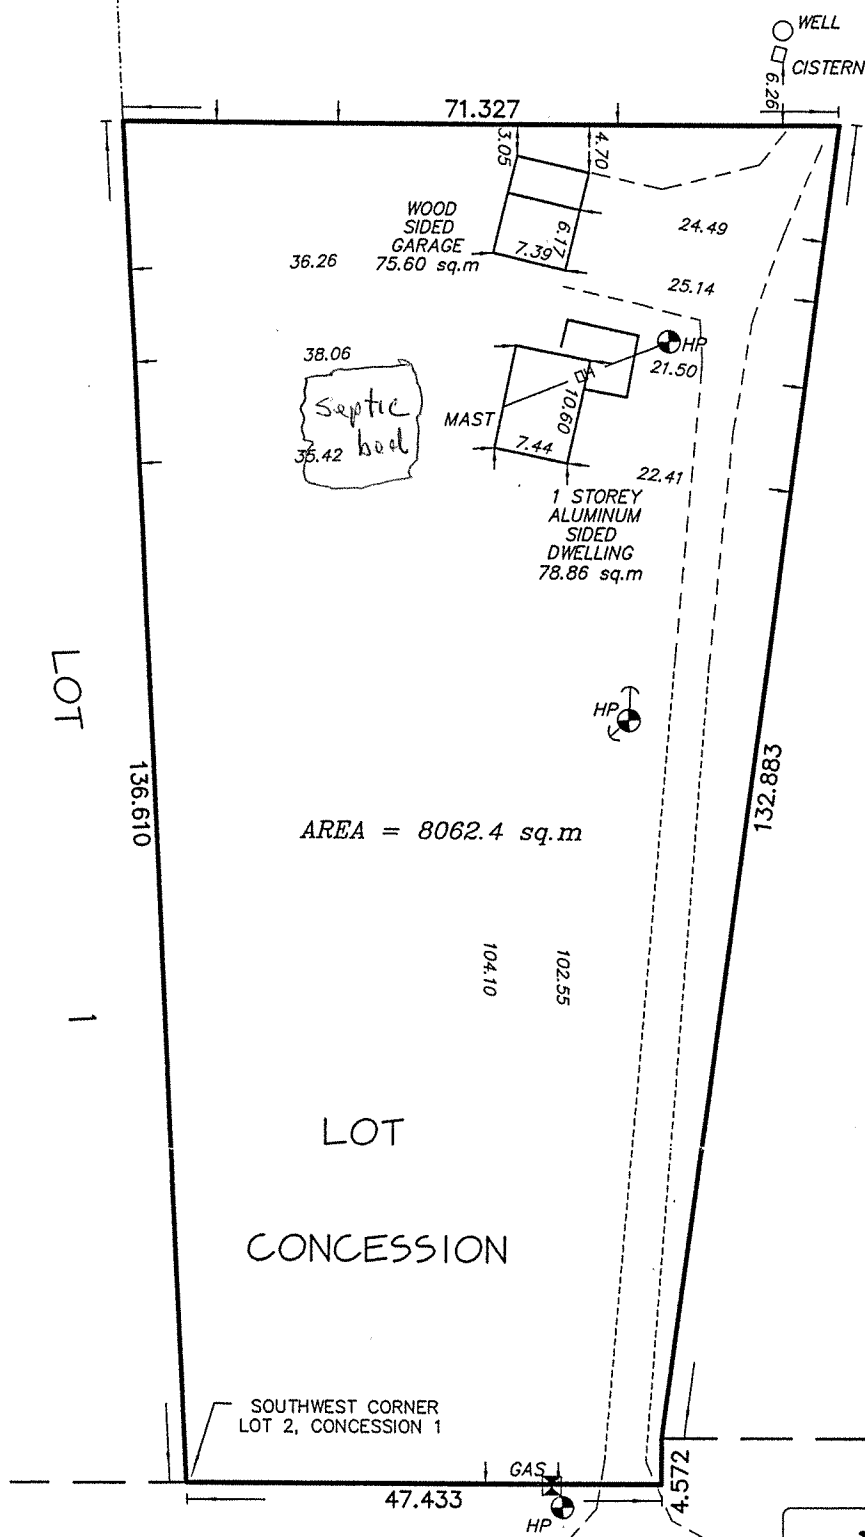 WELL
CISTERN
6.26
71.327
3.05
4.70
WOOD
SIDED
GARAGE
75.60 sq.m
6.17
7.39
24.49
36.26
25.14
HP
38.06
21.50
Septic
bed
MAST
10.60
35.42
7.44
22.41
1 STOREY
ALUMINUM
SIDED
DWELLING
78.86 sq.m
LOT
HP
136.610
132.883
AREA = 8062.4 sq.m
104.10
102.55
1
LOT
CONCESSION
SOUTHWEST CORNER
LOT 2, CONCESSION 1
GAS
4.572
47.433
HP